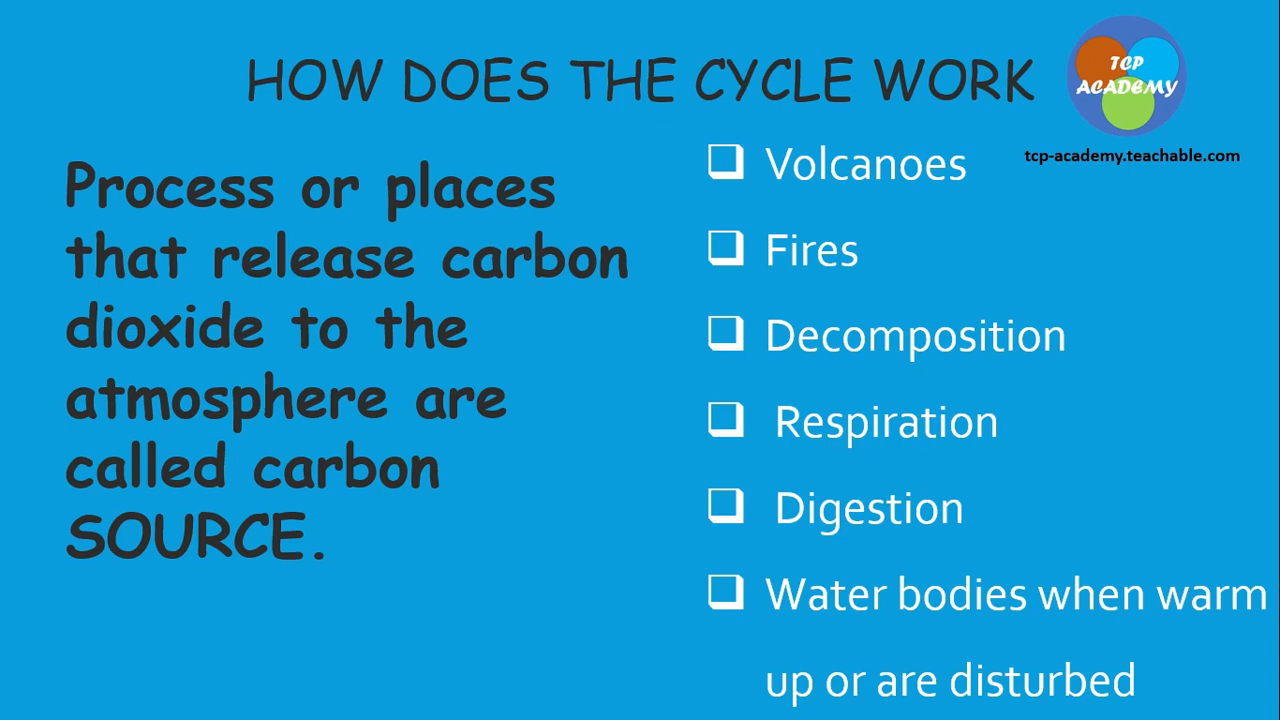 HOW DOES THE CYCLE WORK
TCP
ACADEMY
tcp-academy.teachable.com
Process or places
that release carbon
dioxide to the
atmosphere are
called carbon
SOURCE.
Volcanoes
Fires
Decomposition
Respiration
Digestion
Water bodies when warm
up or are disturbed